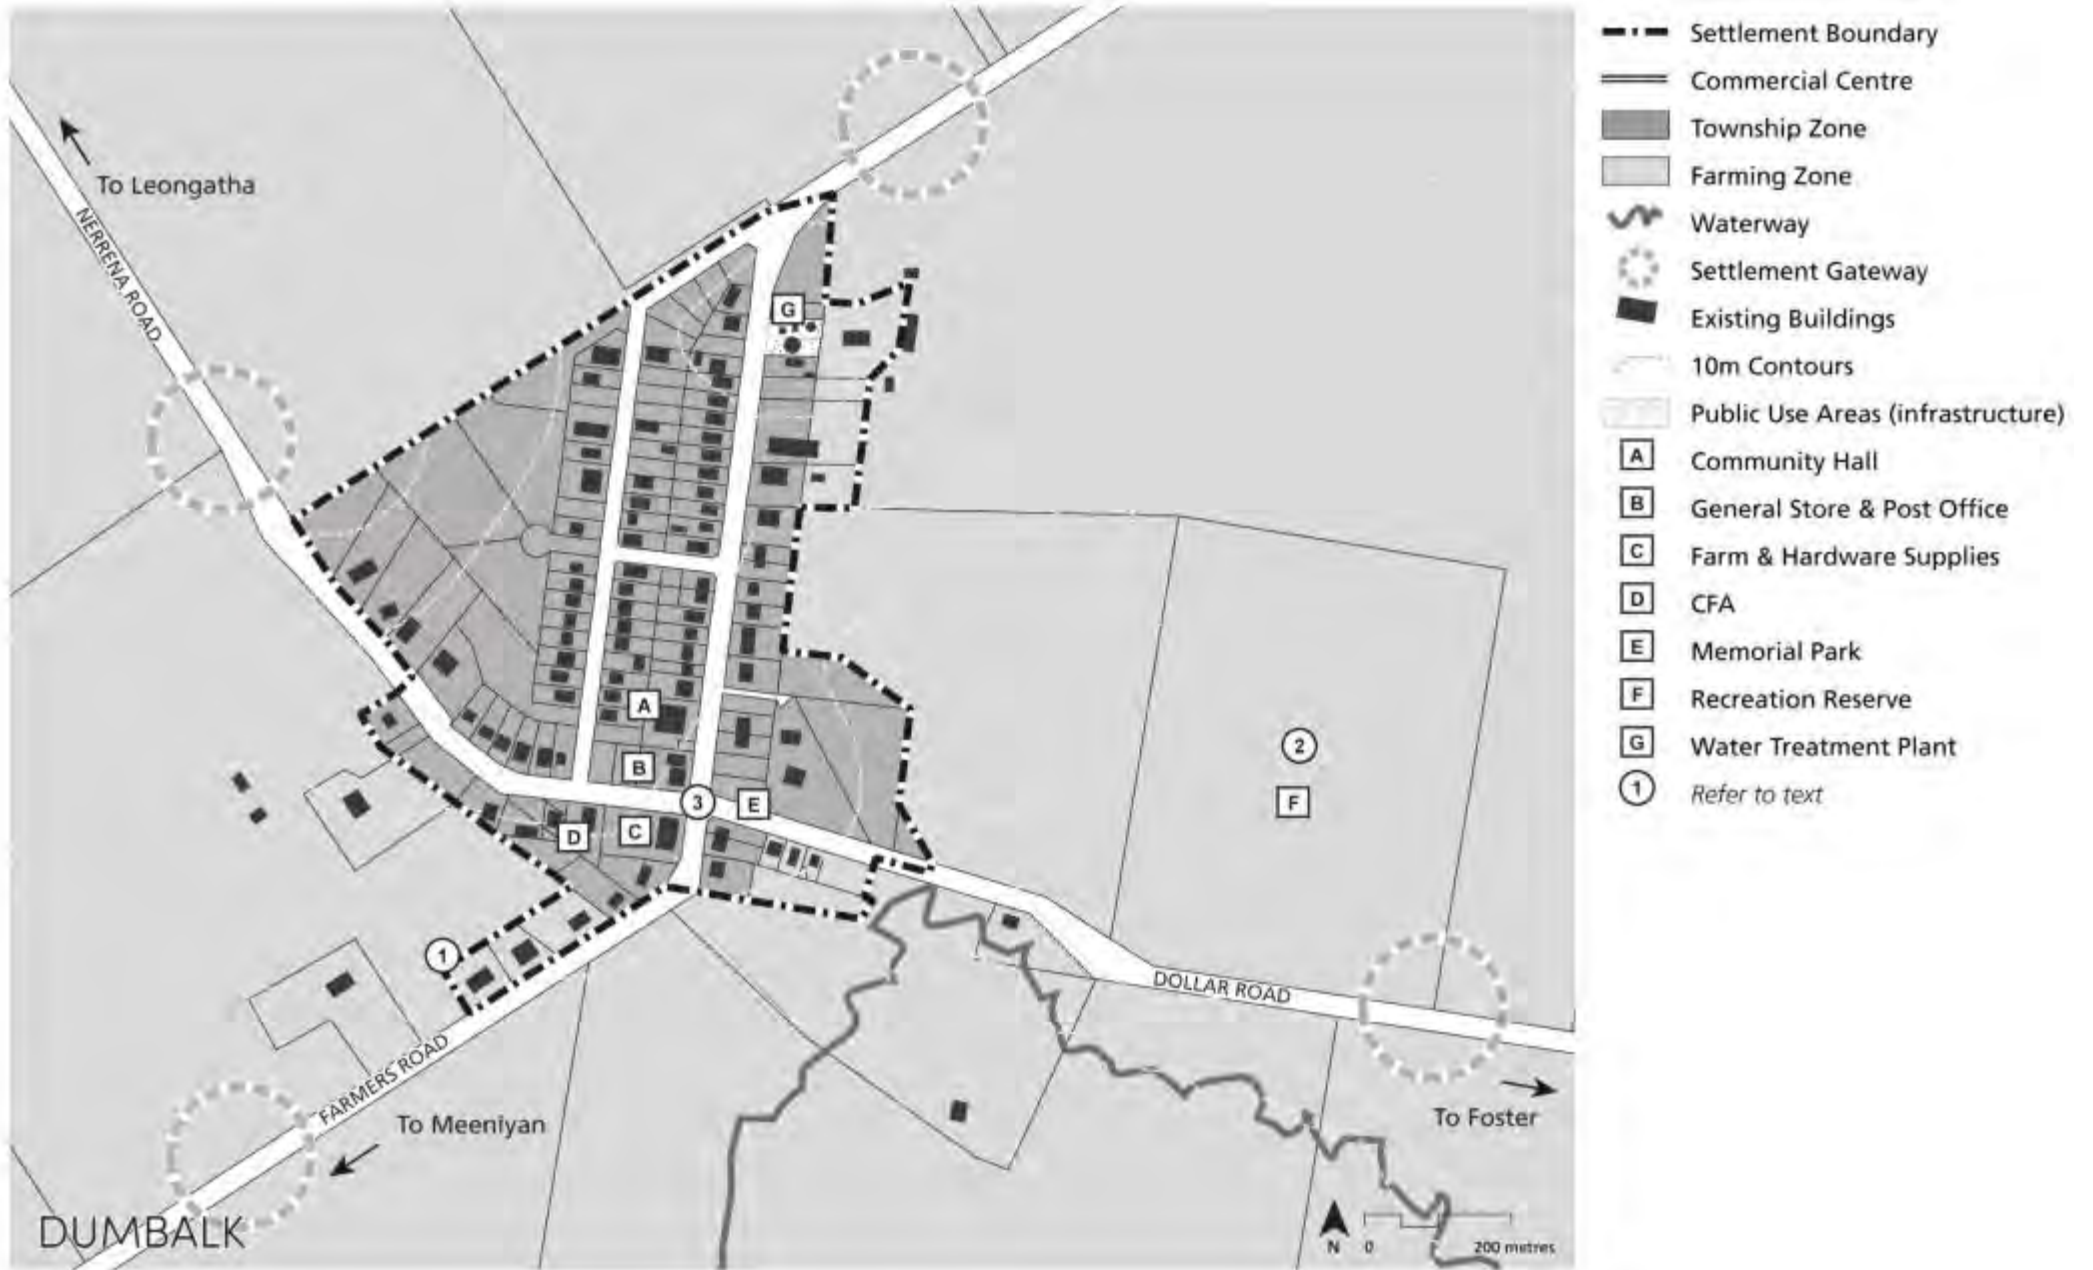 To Leongatha
NERRENA ROAD
G
A
B
3
E
D
C
1
2
F
DOLLAR ROAD
FARMERS ROAD
To Meeniyan
To Foster
DUMBALK
N 0 200 metres
Settlement Boundary
Commercial Centre
Township Zone
Farming Zone
Waterway
Settlement Gateway
Existing Buildings
10m Contours
Public Use Areas (infrastructure)
A Community Hall
B General Store & Post Office
C Farm & Hardware Supplies
D CFA
E Memorial Park
F Recreation Reserve
G Water Treatment Plant
1 Refer to text